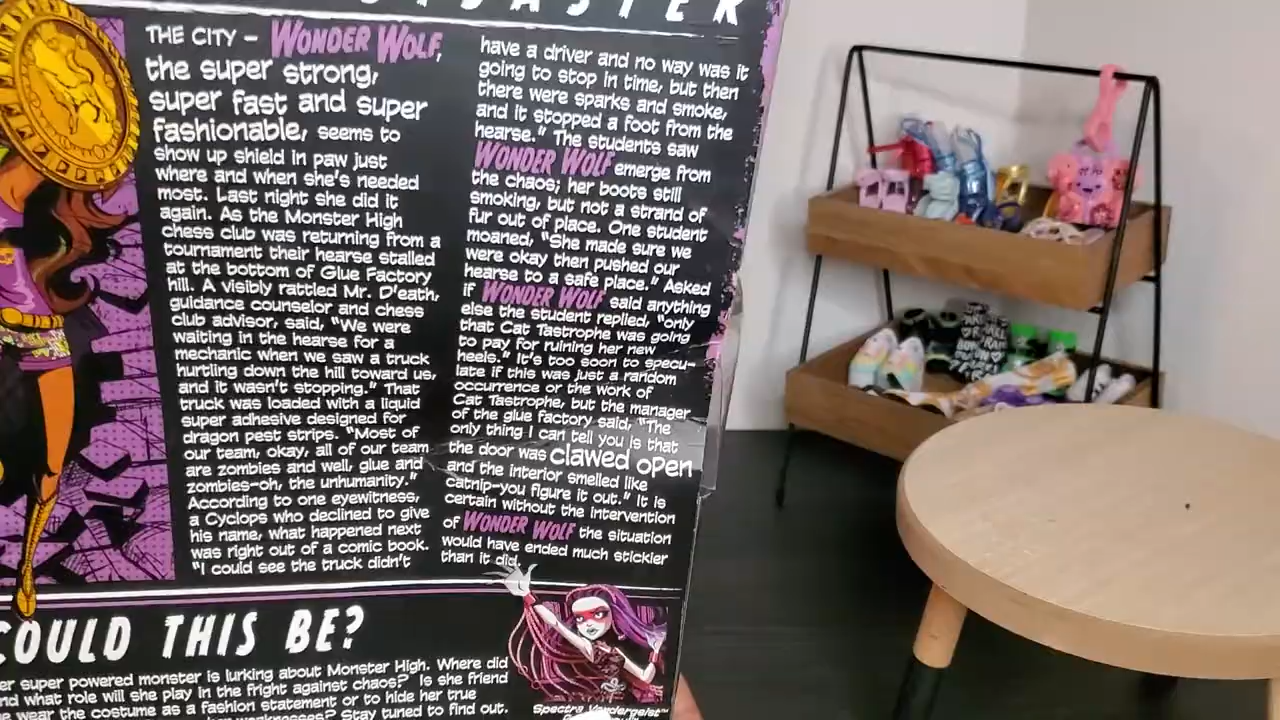 THE CITY – WONDER WOLF,
the super strong,
super fast and super
fashionable, seems to
show up shield in paw just
where and when she's needed
most. Last night she did it
again. As the Monster High
chess club was returning from a
tournament their hearse stalled
at the bottom of Glue Factory
hill. A visibly rattled Mr. D'eath,
guidance counselor and chess
club advisor, said, "We were
waiting in the hearse for a
mechanic when we saw a truck
hurtling down the hill toward us,
and it wasn't stopping." That
truck was loaded with a liquid
super adhesive designed for
dragon pest strips. "Most of
our team, okay, all of our team
are zombies and well, glue and
zombies-oh, the unhumanity."
According to one eyewitness,
a Cyclops who declined to give
his name, what happened next
was right out of a comic book.
"I could see the truck didn't
have a driver and no way was it
going to stop in time, but then
there were sparks and smoke,
and it stopped a foot from the
hearse." The students saw
WONDER WOLF emerge from
the chaos; her boots still
smoking, but not a strand of
fur out of place. One student
moaned, "She made sure we
were okay then pushed our
hearse to a safe place." Asked
if WONDER WOLF said anything
else the student replied, "only
that Cat Tastrophe was going
to pay for ruining her new
heels." It's too soon to specu-
late if this was just a random
occurrence or the work of
Cat Tastrophe, but the manager
of the glue factory said, "The
only thing I can tell you is that
the door was clawed open
and the interior smelled like
catnip-you figure it out." It is
certain without the intervention
of WONDER WOLF the situation
would have ended much stickier
than it did.
COULD THIS BE?
super powered monster is lurking about Monster High. Where did
what role will she play in the fright against chaos? Is she friend
wear the costume as a fashion statement or to hide her true
weaknesses? Stay tuned to find out.
Spectra Vondergeist™